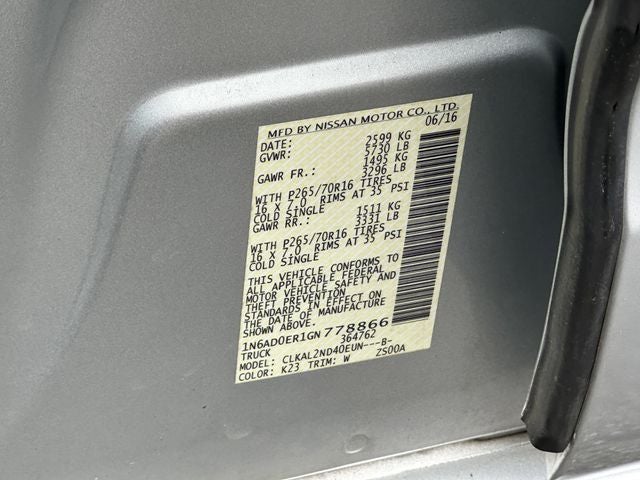 MFD BY NISSAN MOTOR CO., LTD.
DATE: 06/16
GVWR: 2599 KG
5730 LB
GAWR FR.: 1495 KG
3296 LB
WITH P265/70R16 TIRES
16 X 7.0 RIMS AT 35 PSI
COLD SINGLE
GAWR RR.: 1511 KG
3331 LB
WITH P265/70R16 TIRES
16 X 7.0 RIMS AT 35 PSI
COLD SINGLE
THIS VEHICLE CONFORMS TO
ALL APPLICABLE FEDERAL
MOTOR VEHICLE SAFETY AND
THEFT PREVENTION
STANDARDS IN EFFECT ON
THE DATE OF MANUFACTURE
SHOWN ABOVE.
1N6AD0ER1GN778866
TRUCK 364762
MODEL: CLKAL2ND40EUN---B-
COLOR: K23 TRIM: W ZS00A